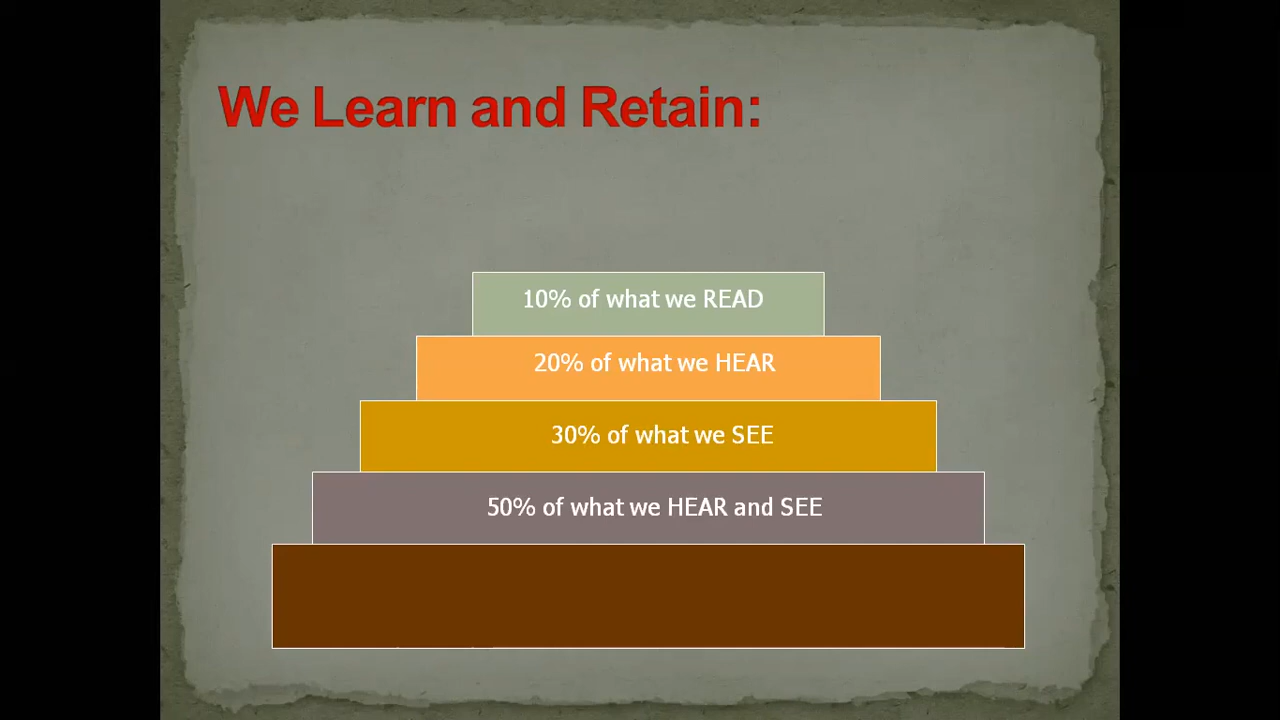 We Learn and Retain:
10% of what we READ
20% of what we HEAR
30% of what we SEE
50% of what we HEAR and SEE